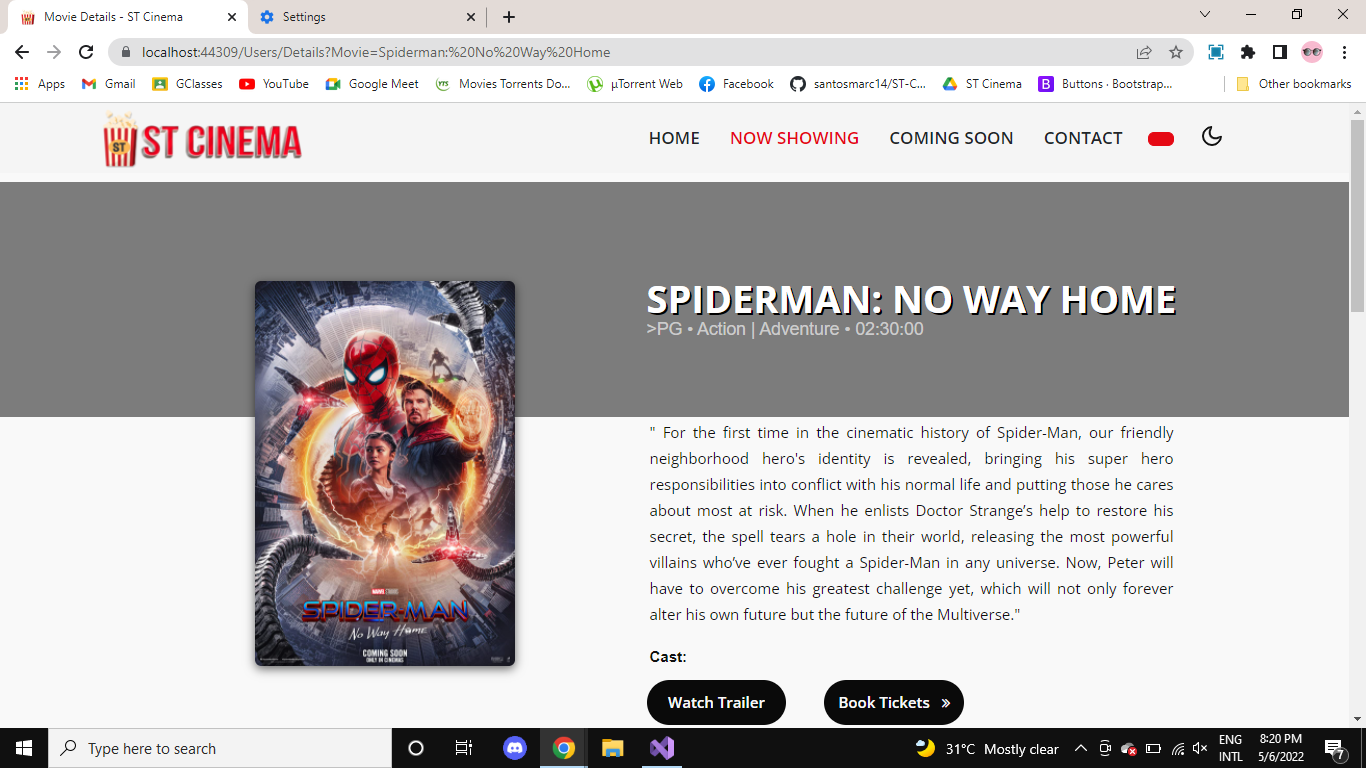 Movie Details - ST Cinema
Settings
localhost:44309/Users/Details?Movie=Spiderman:%20No%20Way%20Home
Apps Gmail GClasses YouTube Google Meet Movies Torrents Do... µTorrent Web Facebook santosmarc14/ST-C... ST Cinema Buttons · Bootstrap... Other bookmarks
ST
ST CINEMA
HOME NOW SHOWING COMING SOON CONTACT
SPIDERMAN: NO WAY HOME
>PG • Action | Adventure • 02:30:00
" For the first time in the cinematic history of Spider-Man, our friendly
neighborhood hero's identity is revealed, bringing his super hero
responsibilities into conflict with his normal life and putting those he cares
about most at risk. When he enlists Doctor Strange’s help to restore his
secret, the spell tears a hole in their world, releasing the most powerful
villains who’ve ever fought a Spider-Man in any universe. Now, Peter will
have to overcome his greatest challenge yet, which will not only forever
alter his own future but the future of the Multiverse."
SPIDER-MAN
No Way Home
COMING SOON
ONLY IN CINEMAS
Cast:
Watch Trailer
Book Tickets »
Type here to search
31°C Mostly clear
ENG
INTL
8:20 PM
5/6/2022
7